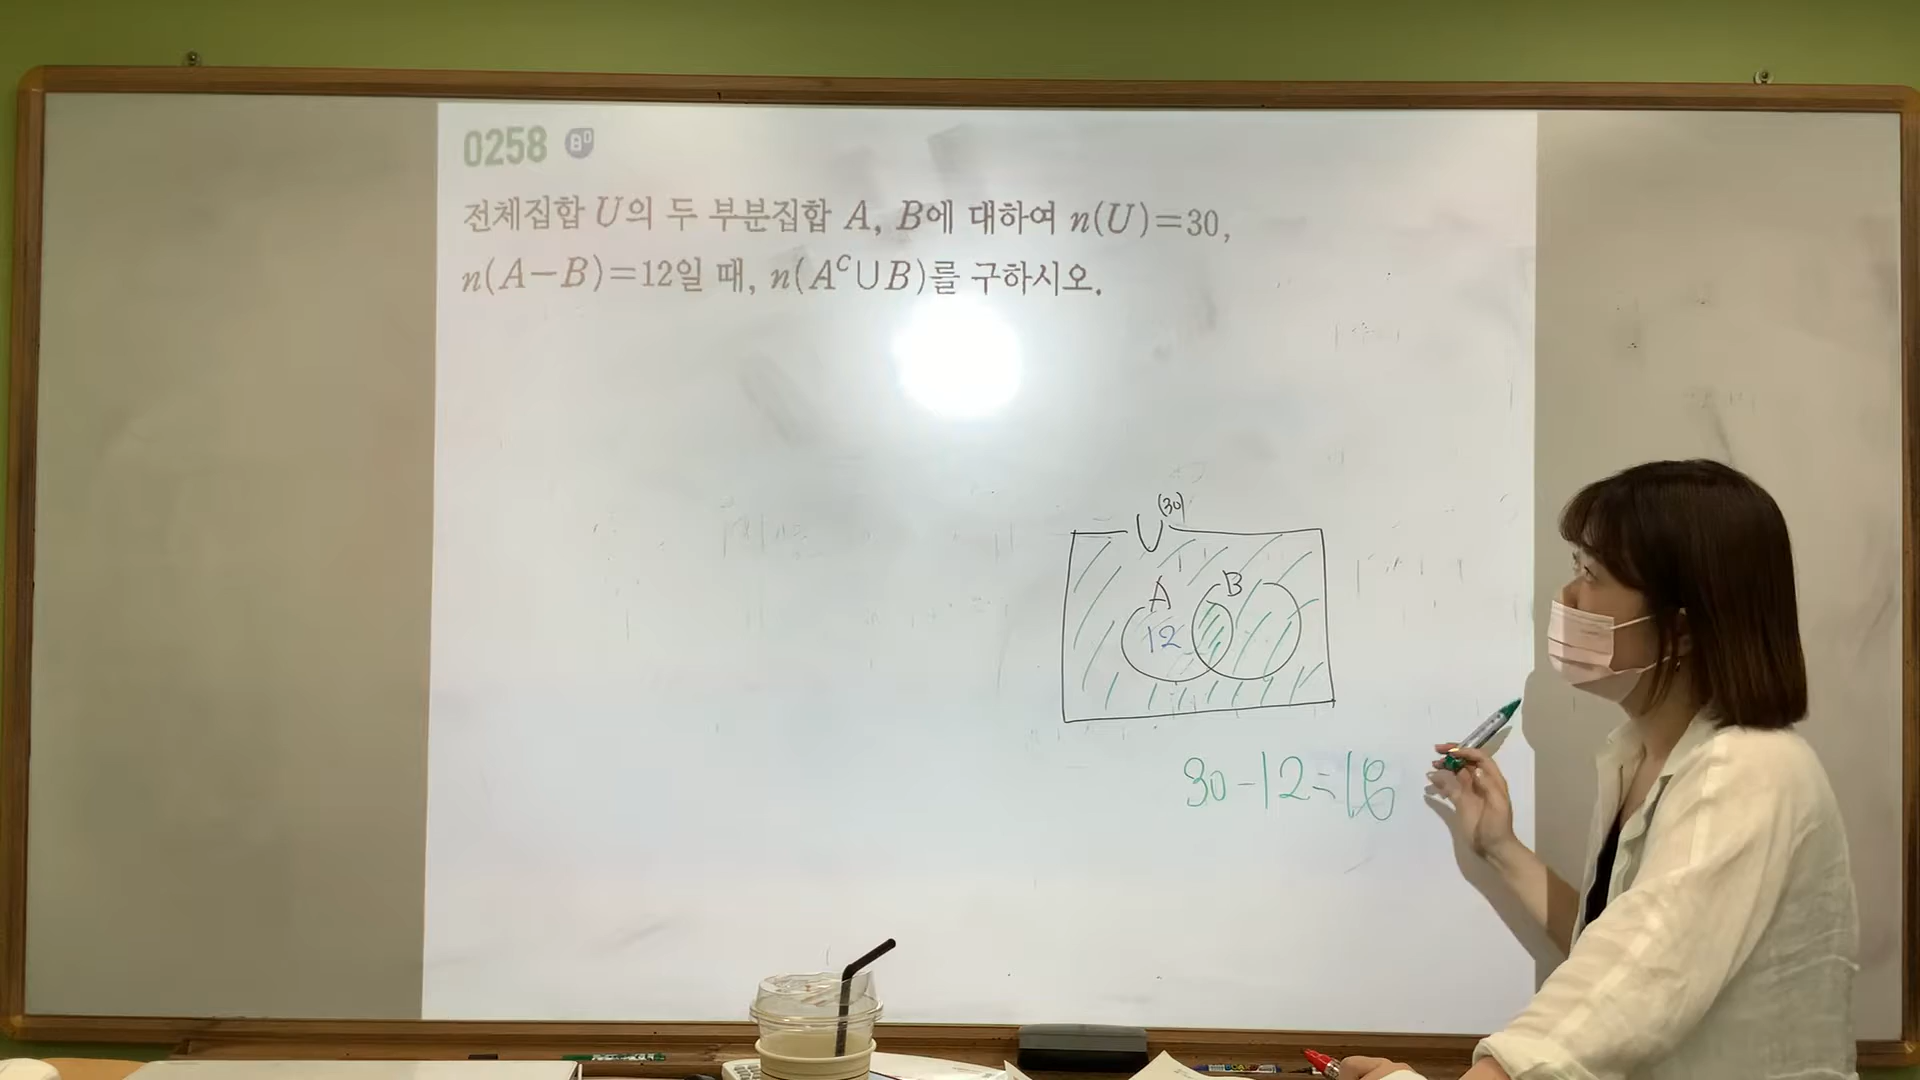 0258
전체집합 U의 두 부분집합 A, B에 대하여 n(U)=30,
n(A-B)=12일 때, n(A^C∪B)를 구하시오.
U (30)
A B
12
30-12=18